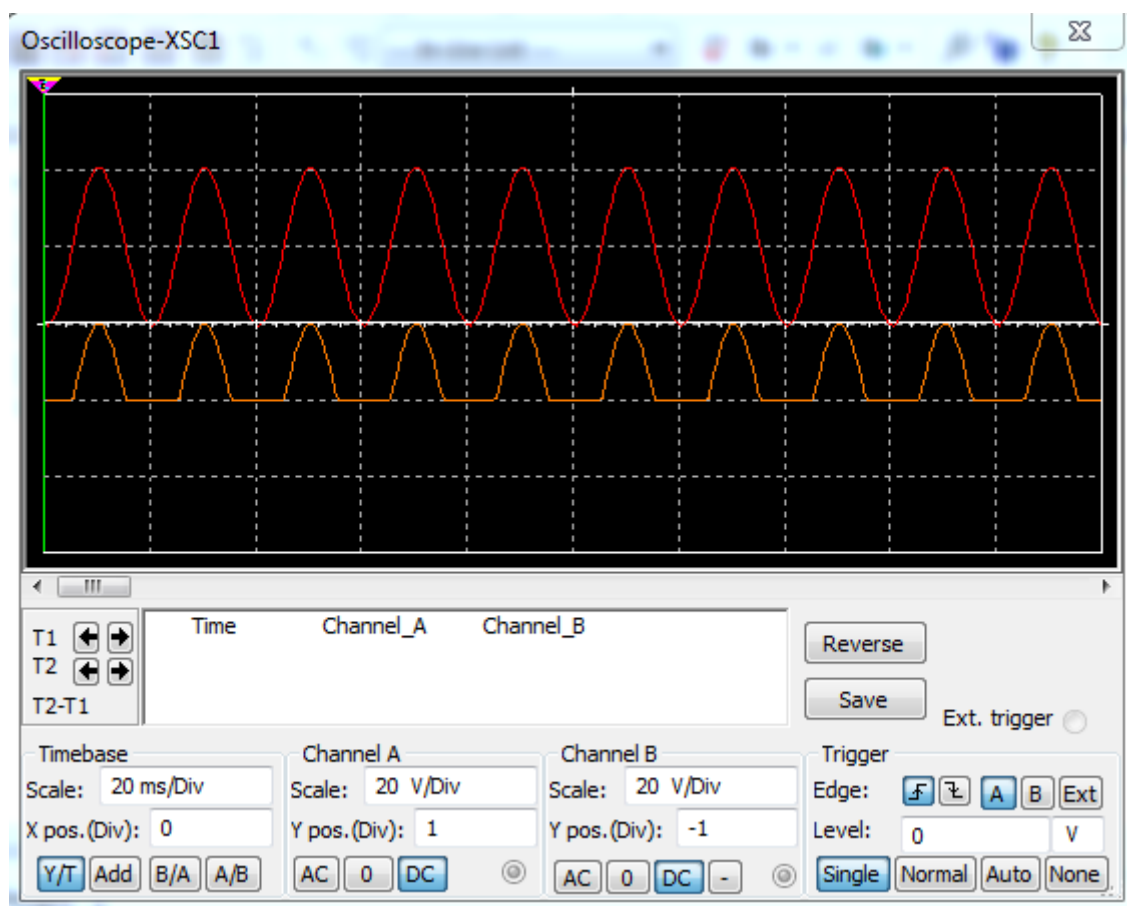 Oscilloscope-XSC1
T1
T2
T2-T1
Time Channel_A Channel_B
Reverse
Save
Ext. trigger
Timebase
Scale: 20 ms/Div
X pos.(Div): 0
Y/T Add B/A A/B
Channel A
Scale: 20 V/Div
Y pos.(Div): 1
AC 0 DC
Channel B
Scale: 20 V/Div
Y pos.(Div): -1
AC 0 DC -
Trigger
Edge: A B Ext
Level: 0 V
Single Normal Auto None